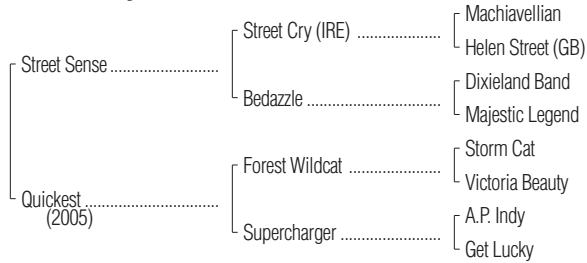 Machiavellian
Street Cry (IRE) ....................
Helen Street (GB)
Street Sense ..........................
Dixieland Band
Bedazzle .................................
Majestic Legend
Storm Cat
Forest Wildcat ......................
Victoria Beauty
Quickest ................................
(2005)
A.P. Indy
Supercharger ........................
Get Lucky